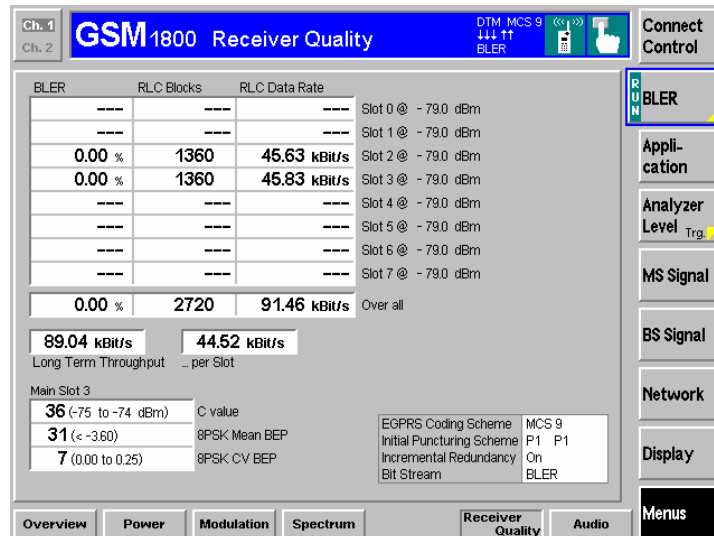 Ch. 1
Ch. 2
GSM 1800 Receiver Quality
DTM MCS 9
↓↓↓ ↑↑
BLER
Connect
Control
RUN
BLER
Appli-
cation
Analyzer
Level Trg.
MS Signal
BS Signal
Network
Display
Menus
BLER RLC Blocks RLC Data Rate
--- --- --- Slot 0 @ - 79.0 dBm
--- --- --- Slot 1 @ - 79.0 dBm
0.00 % 1360 45.63 kBit/s Slot 2 @ - 79.0 dBm
0.00 % 1360 45.83 kBit/s Slot 3 @ - 79.0 dBm
--- --- --- Slot 4 @ - 79.0 dBm
--- --- --- Slot 5 @ - 79.0 dBm
--- --- --- Slot 6 @ - 79.0 dBm
--- --- --- Slot 7 @ - 79.0 dBm
0.00 % 2720 91.46 kBit/s Over all
89.04 kBit/s 44.52 kBit/s
Long Term Throughput ... per Slot
Main Slot 3
36 (-75 to -74 dBm) C value
31 (< -3.60) 8PSK Mean BEP
7 (0.00 to 0.25) 8PSK CV BEP
EGPRS Coding Scheme MCS 9
Initial Puncturing Scheme P1 P1
Incremental Redundancy On
Bit Stream BLER
Overview Power Modulation Spectrum Receiver Quality Audio